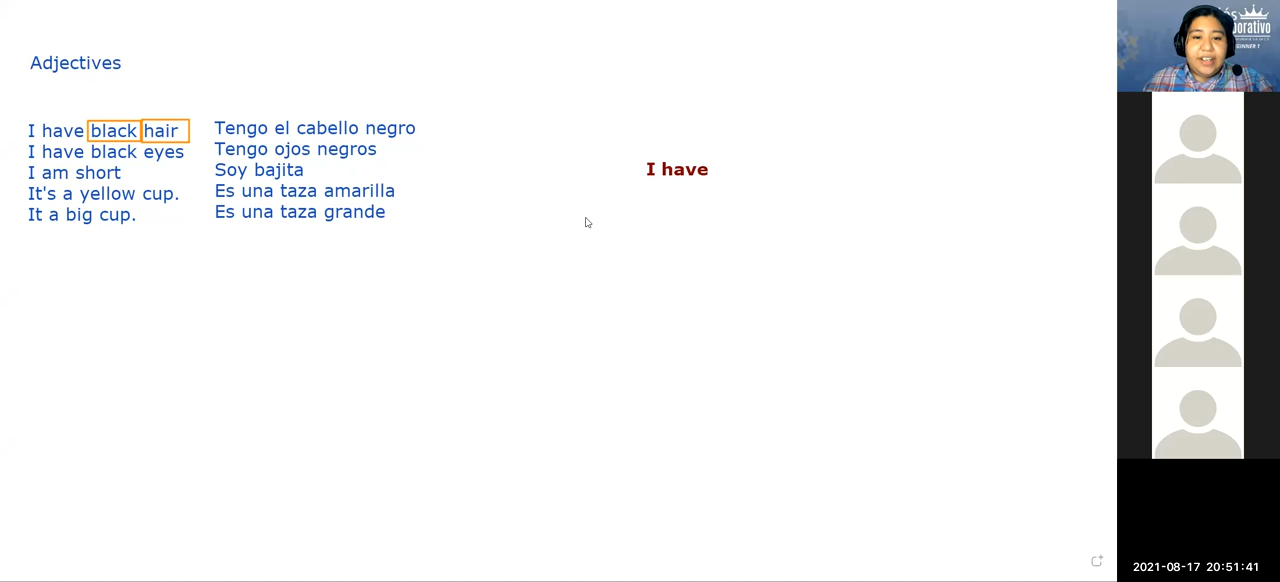 Adjectives
I have black hair
I have black eyes
I am short
It's a yellow cup.
It a big cup.
Tengo el cabello negro
Tengo ojos negros
Soy bajita
Es una taza amarilla
Es una taza grande
I have
2021-08-17 20:51:41